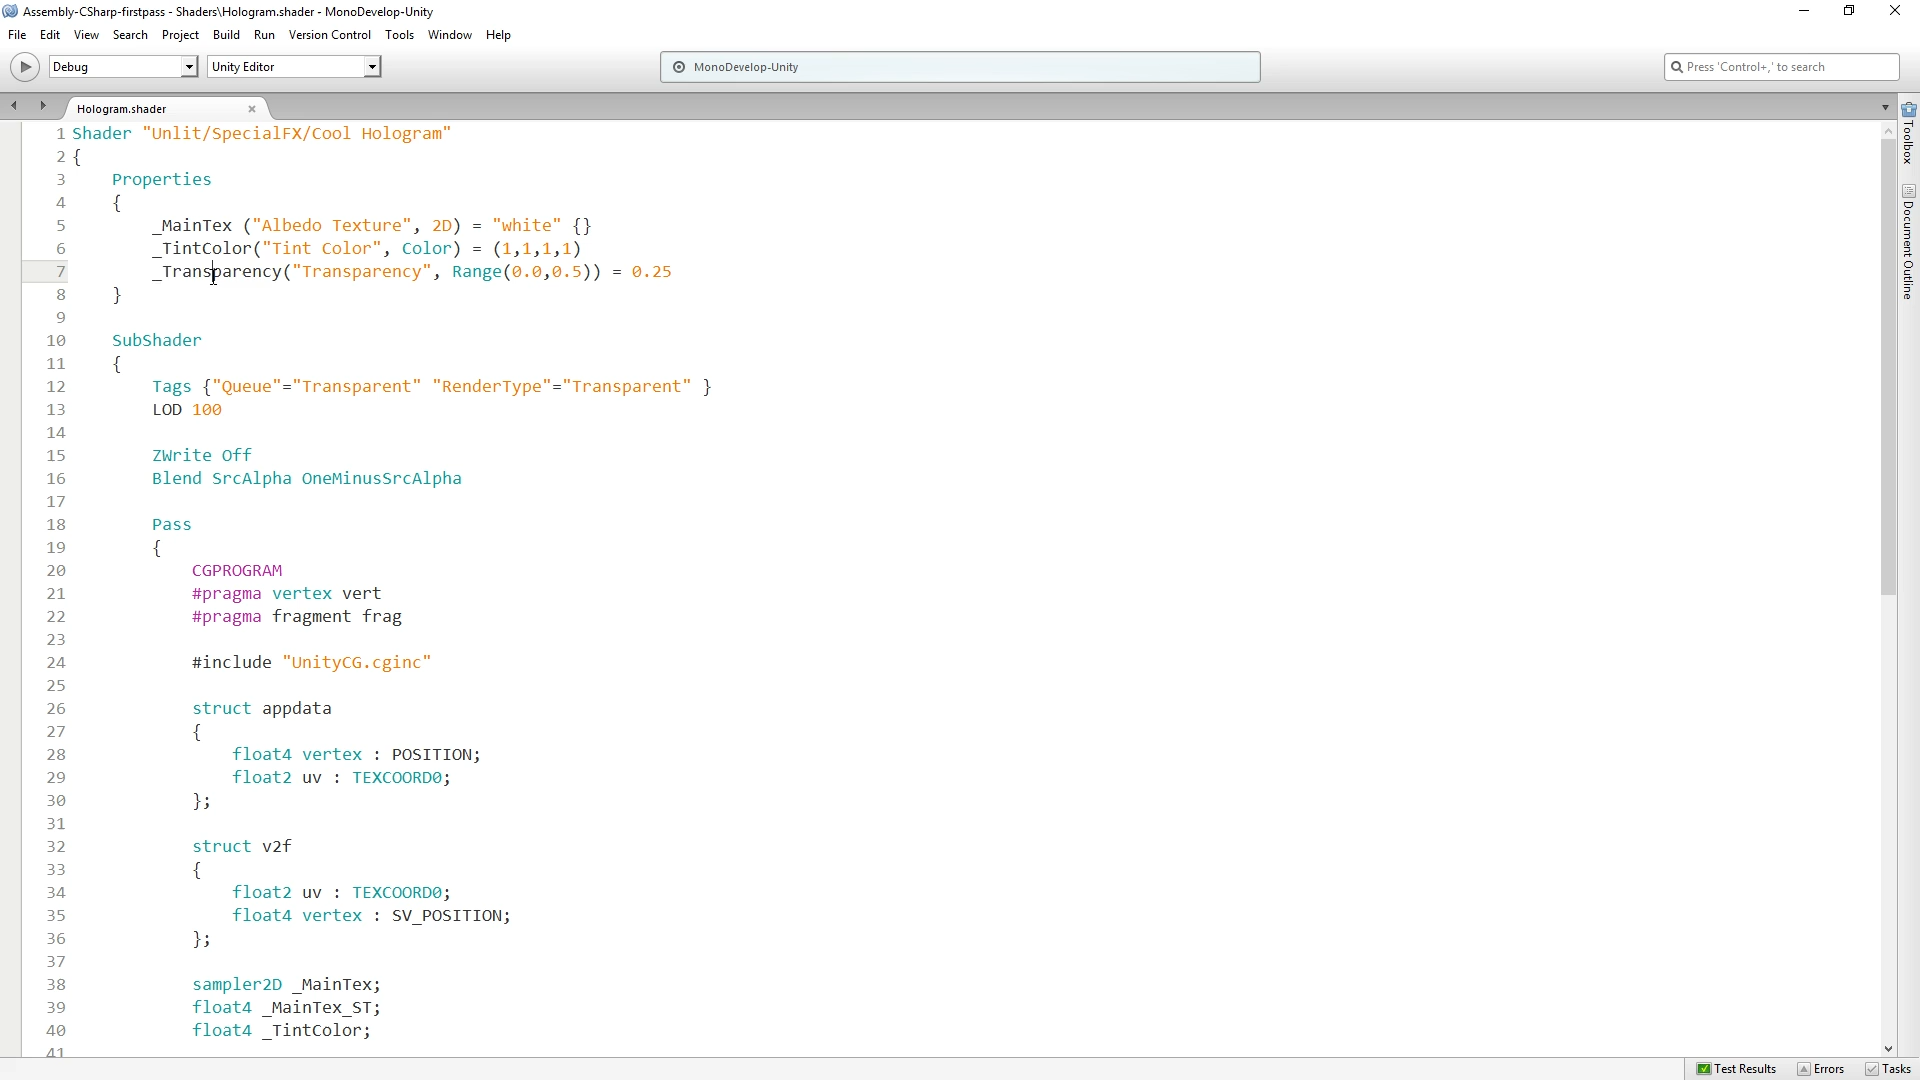 Assembly-CSharp-firstpass - Shaders\Hologram.shader - MonoDevelop-Unity
File Edit View Search Project Build Run Version Control Tools Window Help
Debug Unity Editor MonoDevelop-Unity Press 'Control+,' to search
Hologram.shader
1 Shader "Unlit/SpecialFX/Cool Hologram"
2 {
3 Properties
4 {
5 _MainTex ("Albedo Texture", 2D) = "white" {}
6 _TintColor("Tint Color", Color) = (1,1,1,1)
7 _Transparency("Transparency", Range(0.0,0.5)) = 0.25
8 }
9
10 SubShader
11 {
12 Tags {"Queue"="Transparent" "RenderType"="Transparent" }
13 LOD 100
14
15 ZWrite Off
16 Blend SrcAlpha OneMinusSrcAlpha
17
18 Pass
19 {
20 CGPROGRAM
21 #pragma vertex vert
22 #pragma fragment frag
23
24 #include "UnityCG.cginc"
25
26 struct appdata
27 {
28 float4 vertex : POSITION;
29 float2 uv : TEXCOORD0;
30 };
31
32 struct v2f
33 {
34 float2 uv : TEXCOORD0;
35 float4 vertex : SV_POSITION;
36 };
37
38 sampler2D _MainTex;
39 float4 _MainTex_ST;
40 float4 _TintColor;
41
Toolbox
Document Outline
Test Results Errors Tasks